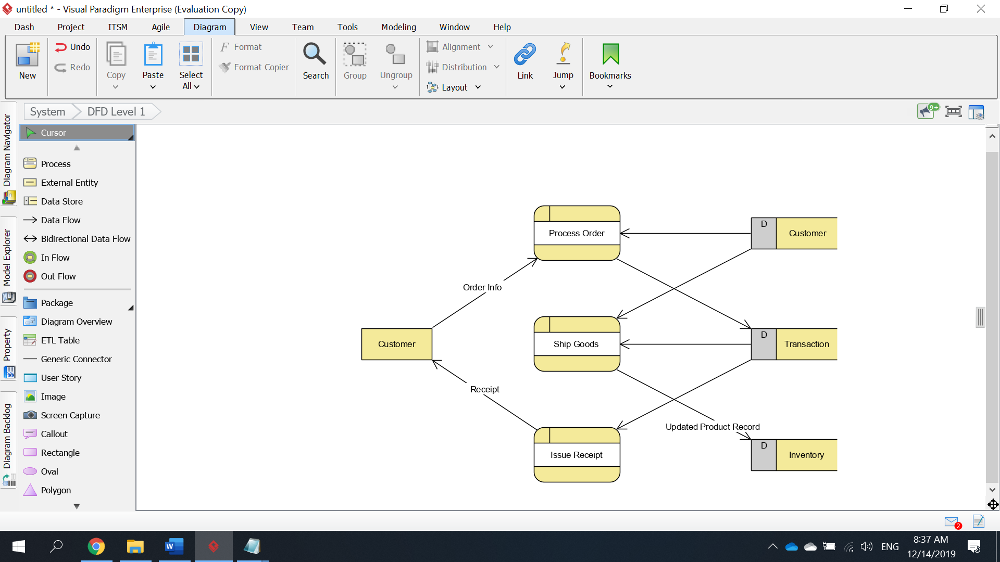 untitled * - Visual Paradigm Enterprise (Evaluation Copy)
Dash Project ITSM Agile Diagram View Team Tools Modeling Window Help
New
Undo
Redo
Copy
Paste
Select
All
F Format
Format Copier
Search
Group
Ungroup
Alignment
Distribution
Layout
Link
Jump
Bookmarks
System DFD Level 1
9+
Diagram Navigator
Model Explorer
Property
Diagram Backlog
Cursor
Process
External Entity
Data Store
Data Flow
Bidirectional Data Flow
In Flow
Out Flow
Package
Diagram Overview
ETL Table
Generic Connector
User Story
Image
Screen Capture
Callout
Rectangle
Oval
Polygon
Process Order
D
Customer
Order Info
Customer
Ship Goods
D
Transaction
Receipt
Updated Product Record
Issue Receipt
D
Inventory
2
W
ENG
8:37 AM
12/14/2019